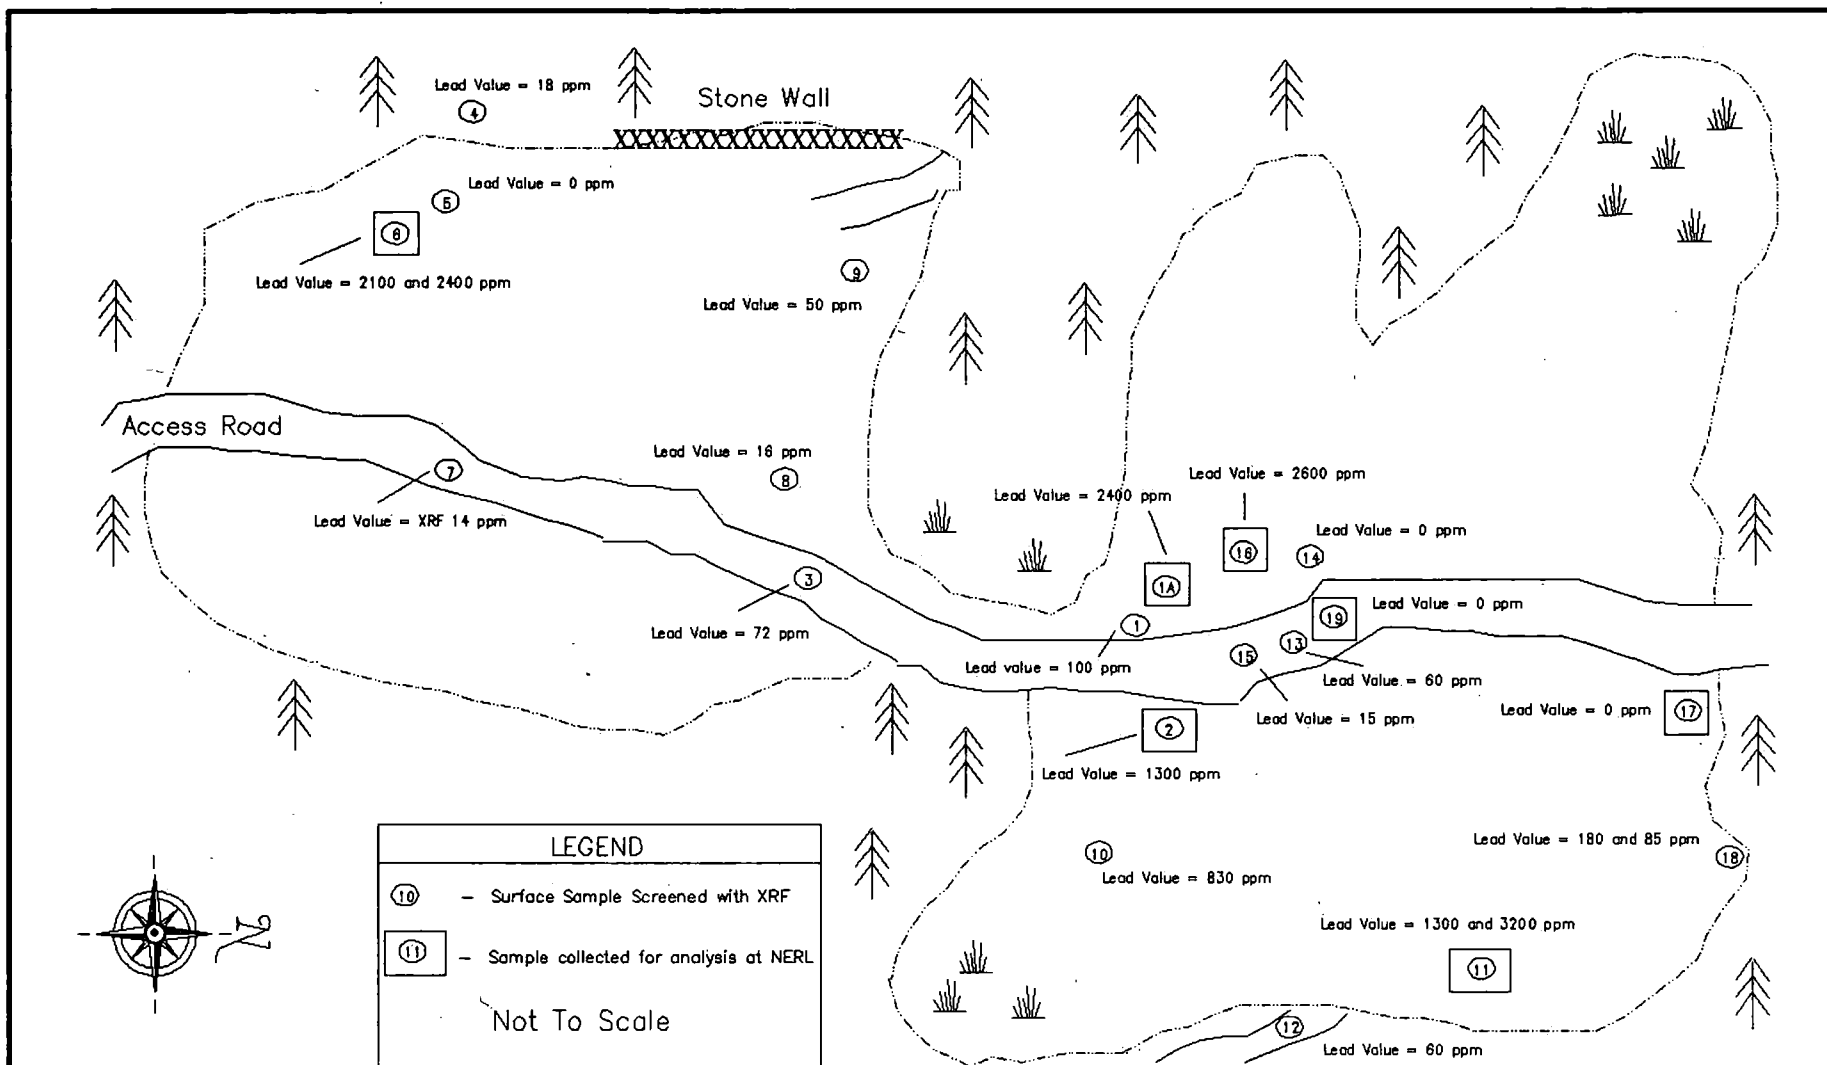 Lead Value = 18 ppm
4
Stone Wall
Lead Value = 0 ppm
5
6
Lead Value = 2100 and 2400 ppm
9
Lead Value = 50 ppm
Access Road
7
Lead Value = XRF 14 ppm
Lead Value = 16 ppm
8
3
Lead Value = 72 ppm
Lead Value = 2400 ppm
1A
Lead Value = 2600 ppm
16
Lead Value = 0 ppm
14
1
Lead value = 100 ppm
Lead Value = 0 ppm
19
13
Lead Value = 60 ppm
15
Lead Value = 15 ppm
Lead Value = 0 ppm
17
2
Lead Value = 1300 ppm
10
Lead Value = 830 ppm
Lead Value = 180 and 85 ppm
18
Lead Value = 1300 and 3200 ppm
11
12
Lead Value = 60 ppm
N
LEGEND
10 – Surface Sample Screened with XRF
11 – Sample collected for analysis at NERL
Not To Scale